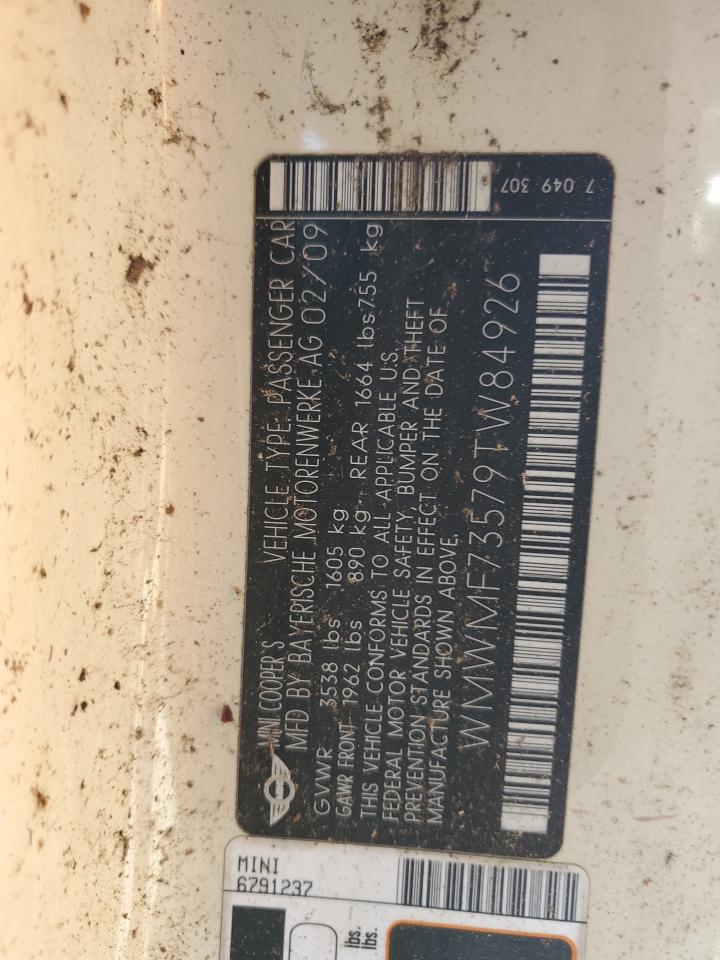 7 049 307
MINI COOPER S VEHICLE TYPE: PASSENGER CAR
MFD BY BAYERISCHE MOTORENWERKE AG 02/09
GVWR 3538 lbs 1605 kg
GAWR FRONT 1962 lbs 890 kg REAR 1664 lbs 755 kg
THIS VEHICLE CONFORMS TO ALL APPLICABLE U.S.
FEDERAL MOTOR VEHICLE SAFETY, BUMPER AND THEFT
PREVENTION STANDARDS IN EFFECT ON THE DATE OF
MANUFACTURE SHOWN ABOVE.
WMWMF73579TW84926
MINI
6791237
lbs.
lbs.